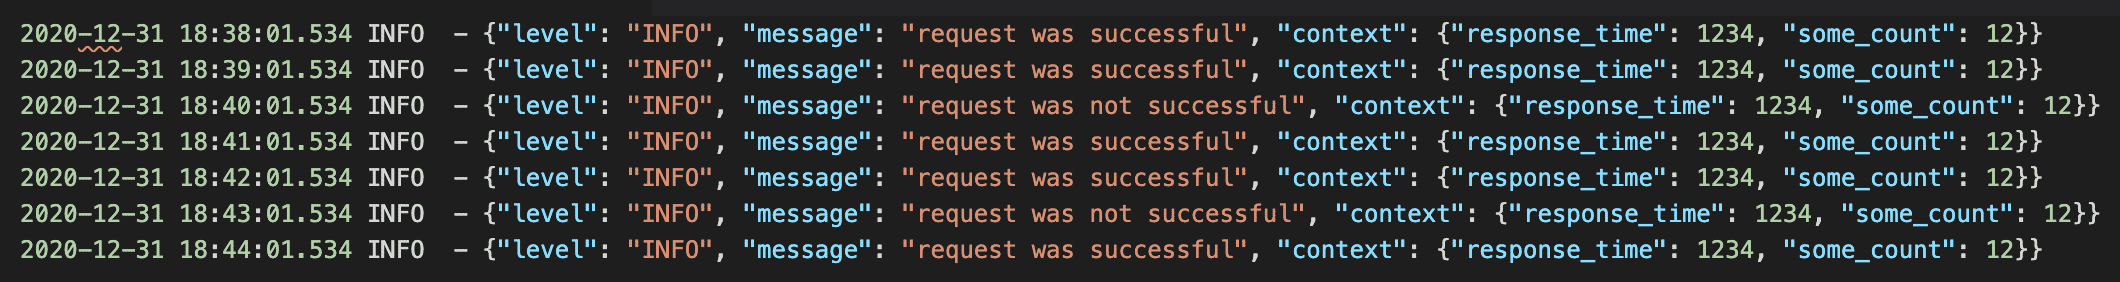 2020-12-31 18:38:01.534 INFO  - {"level": "INFO", "message": "request was successful", "context": {"response_time": 1234, "some_count": 12}}
2020-12-31 18:39:01.534 INFO  - {"level": "INFO", "message": "request was successful", "context": {"response_time": 1234, "some_count": 12}}
2020-12-31 18:40:01.534 INFO  - {"level": "INFO", "message": "request was not successful", "context": {"response_time": 1234, "some_count": 12}}
2020-12-31 18:41:01.534 INFO  - {"level": "INFO", "message": "request was successful", "context": {"response_time": 1234, "some_count": 12}}
2020-12-31 18:42:01.534 INFO  - {"level": "INFO", "message": "request was successful", "context": {"response_time": 1234, "some_count": 12}}
2020-12-31 18:43:01.534 INFO  - {"level": "INFO", "message": "request was not successful", "context": {"response_time": 1234, "some_count": 12}}
2020-12-31 18:44:01.534 INFO  - {"level": "INFO", "message": "request was successful", "context": {"response_time": 1234, "some_count": 12}}